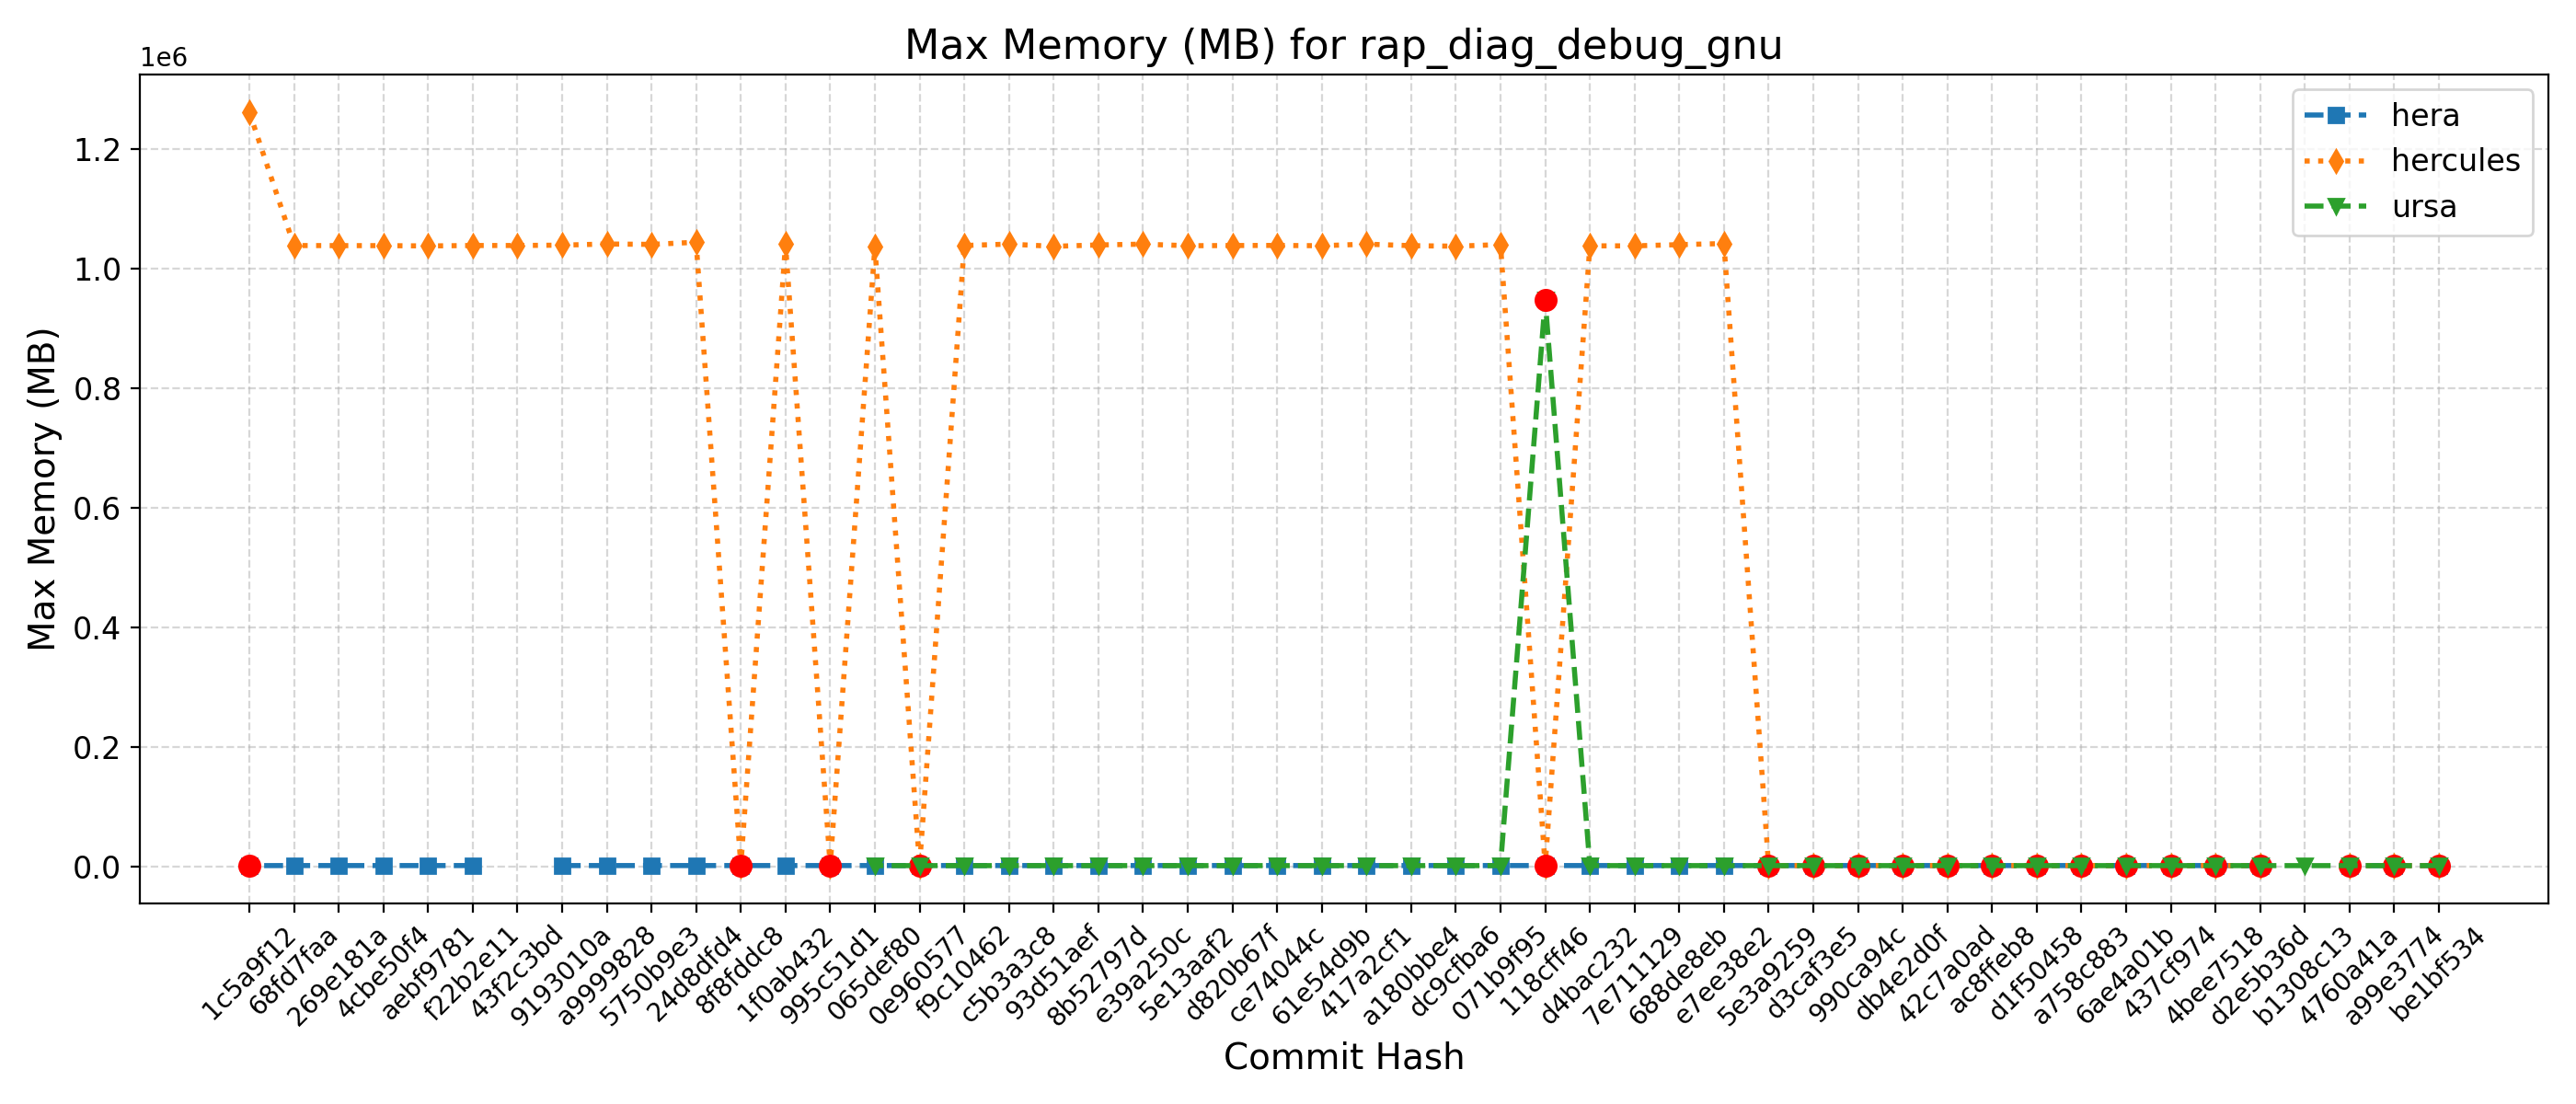 Max Memory (MB) for rap_diag_debug_gnu
1e6
hera
hercules
ursa
1.2
1.0
0.8
0.6
0.4
0.2
0.0
Max Memory (MB)
1c5a9f12
68fd7faa
269e181a
4cbe50f4
aebf9781
f22b2e11
43f2c3bd
9193010a
a9999828
5750b9e3
24d8dfd4
8f8fddc8
1f0ab432
995c51d1
065def80
0e960577
f9c10462
c5b3a3c8
93d51aef
8b52797d
e39a250c
5e13aaf2
d820b67f
ce74044c
61e54d9b
417a2cf1
a180bbe4
dc9cfba6
071b9f95
118cff46
d4bac232
7e711129
688de8eb
e7ee38e2
5e3a9259
d3caf3e5
990ca94c
db4e2d0f
42c7a0ad
ac8ffeb8
d1f50458
a758c883
6ae4a01b
437cf974
4bee7518
d2e5b36d
b1308c13
4760a41a
a99e3774
be1bf534
Commit Hash